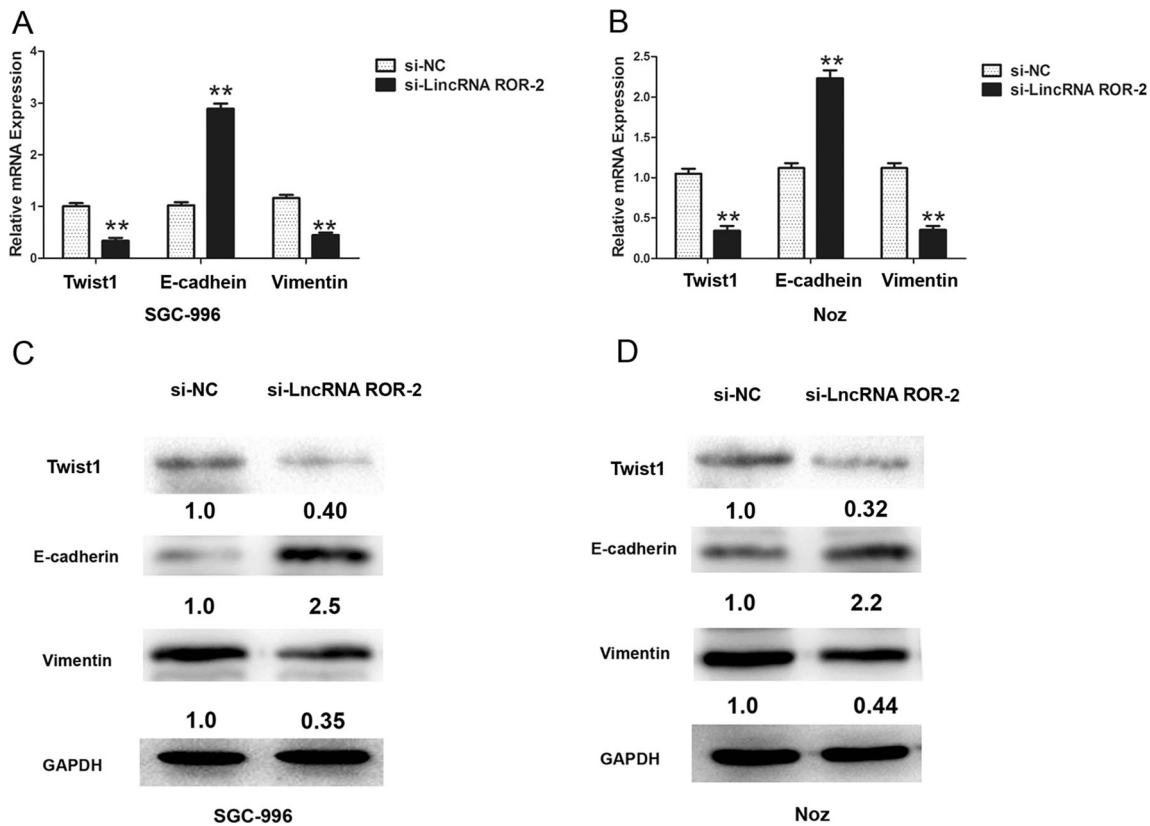 A
Relative mRNA Expression
4
3
2
1
0
**
**
**
Twist1 E-cadhein Vimentin
SGC-996
si-NC
si-LincRNA ROR-2
B
Relative mRNA Expression
2.5
2.0
1.5
1.0
0.5
0.0
**
**
**
Twist1 E-cadhein Vimentin
Noz
si-NC
si-LincRNA ROR-2
C
si-NC si-LncRNA ROR-2
Twist1
1.0 0.40
E-cadherin
1.0 2.5
Vimentin
1.0 0.35
GAPDH
SGC-996
D
si-NC si-LncRNA ROR-2
Twist1
1.0 0.32
E-cadherin
1.0 2.2
Vimentin
1.0 0.44
GAPDH
Noz